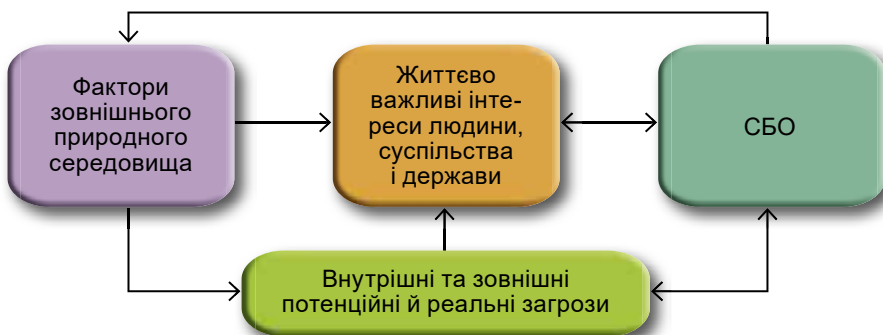 Фактори
зовнішнього
природного
середовища
Життєво
важливі інте-
реси людини,
суспільства
і держави
СБО
Внутрішні та зовнішні
потенційні й реальні загрози